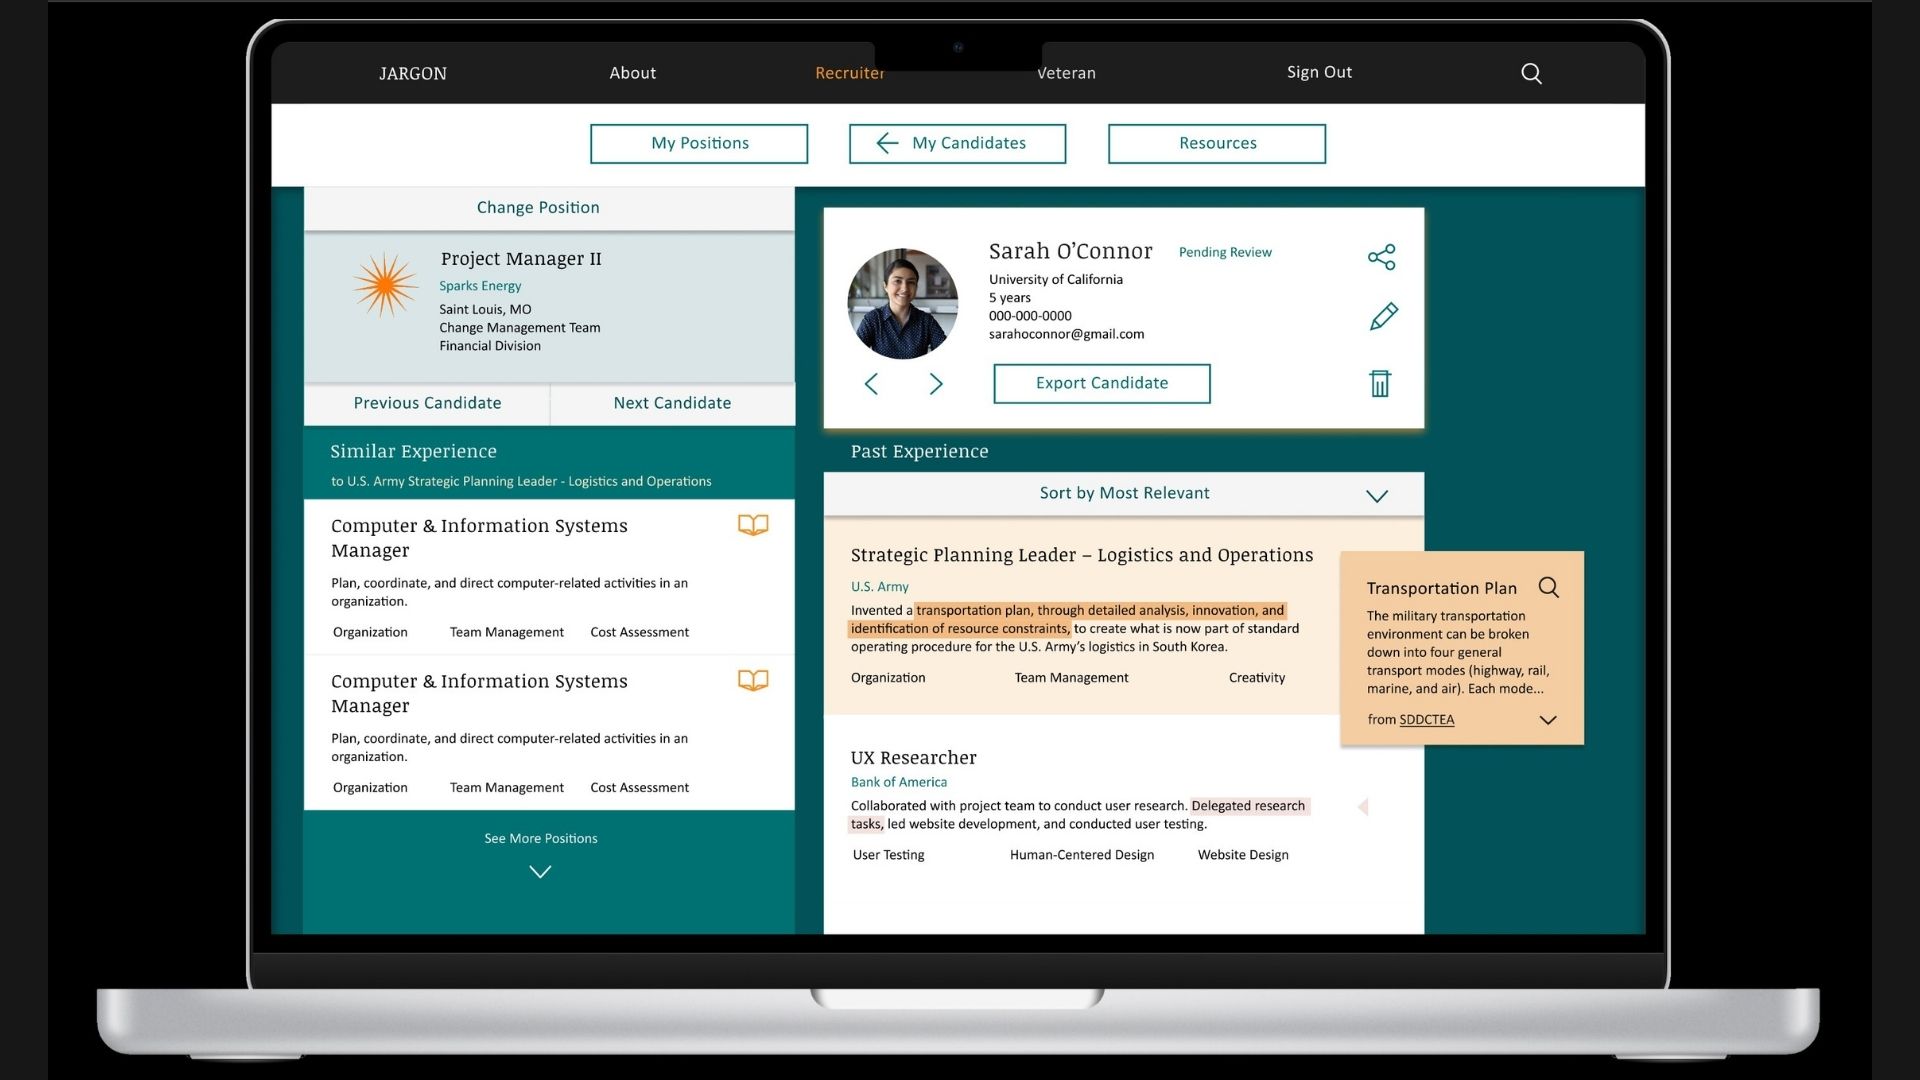 JARGON
About
Recruiter
Veteran
Sign Out
My Positions
My Candidates
Resources
Change Position
Project Manager II
Sparks Energy
Saint Louis, MO
Change Management Team
Financial Division
Previous Candidate
Next Candidate
Similar Experience
to U.S. Army Strategic Planning Leader - Logistics and Operations
Computer & Information Systems
Manager
Plan, coordinate, and direct computer-related activities in an
organization.
Organization Team Management Cost Assessment
Computer & Information Systems
Manager
Plan, coordinate, and direct computer-related activities in an
organization.
Organization Team Management Cost Assessment
See More Positions
Sarah O’Connor
Pending Review
University of California
5 years
000-000-0000
sarahoconnor@gmail.com
Export Candidate
Past Experience
Sort by Most Relevant
Strategic Planning Leader – Logistics and Operations
U.S. Army
Invented a transportation plan, through detailed analysis, innovation, and
identification of resource constraints, to create what is now part of standard
operating procedure for the U.S. Army’s logistics in South Korea.
Organization Team Management Creativity
Transportation Plan
The military transportation
environment can be broken
down into four general
transport modes (highway, rail,
marine, and air). Each mode...
from SDDCTEA
UX Researcher
Bank of America
Collaborated with project team to conduct user research. Delegated research
tasks, led website development, and conducted user testing.
User Testing Human-Centered Design Website Design